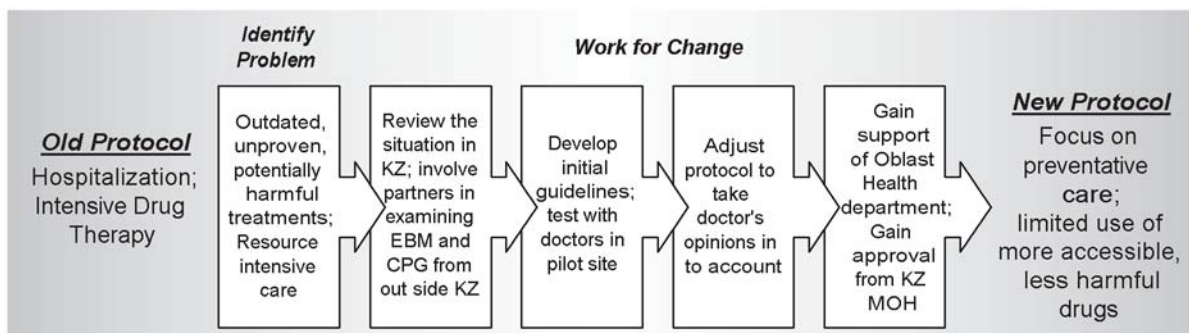 Identify
Problem
Work for Change
Old Protocol
Hospitalization;
Intensive Drug
Therapy
Outdated,
unproven,
potentially
harmful
treatments;
Resource
intensive
care
Review the
situation in
KZ; involve
partners in
examining
EBM and
CPG from
out side KZ
Develop
initial
guidelines;
test with
doctors in
pilot site
Adjust
protocol to
take
doctor's
opinions in
to account
Gain
support
of Oblast
Health
department;
Gain
approval
from KZ
MOH
New Protocol
Focus on
preventative
care;
limited use of
more accessible,
less harmful
drugs